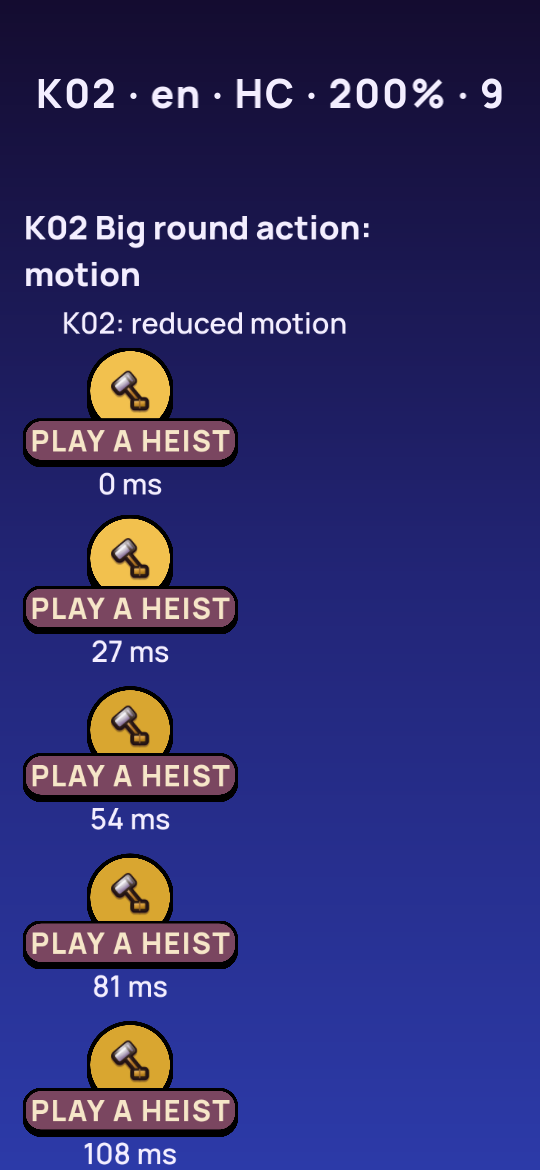 K02 · en · HC · 200% · 9
K02 Big round action:
motion
K02: reduced motion
PLAY A HEIST
0 ms
PLAY A HEIST
27 ms
PLAY A HEIST
54 ms
PLAY A HEIST
81 ms
PLAY A HEIST
108 ms